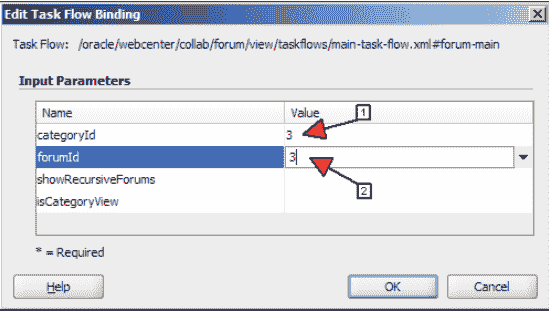 Edit Task Flow Binding
Task Flow: /oracle/webcenter/collab/forum/view/taskflows/main-task-flow.xml#forum-main
Input Parameters
Name Value 1
categoryId 3
forumId 3
showRecursiveForums 2
isCategoryView
* = Required
Help OK Cancel